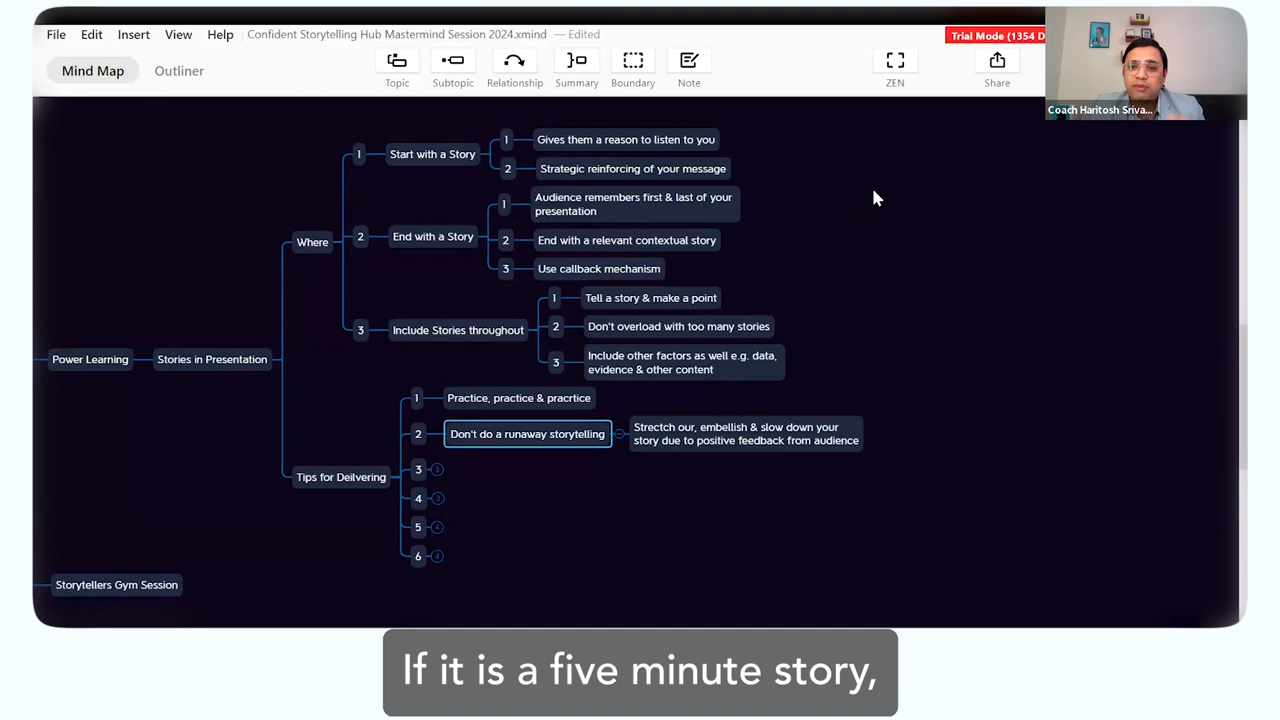 File Edit Insert View Help Confident Storytelling Hub Mastermind Session 2024.xmind — Edited
Trial Mode (1354 D
Mind Map Outliner
Topic Subtopic Relationship Summary Boundary Note ZEN Share
Coach Haritosh Sriva...
1 Gives them a reason to listen to you
1 Start with a Story
2 Strategic reinforcing of your message
1 Audience remembers first & last of your
presentation
Where
2 End with a Story
2 End with a relevant contextual story
3 Use callback mechanism
1 Tell a story & make a point
3 Include Stories throughout
2 Don't overload with too many stories
3 Include other factors as well e.g. data,
evidence & other content
Power Learning Stories in Presentation
1 Practice, practice & pracrtice
2 Don't do a runaway storytelling
Strectch our, embellish & slow down your
story due to positive feedback from audience
Tips for Deilvering
3 3
4 3
5 4
6 4
Storytellers Gym Session
If it is a five minute story,